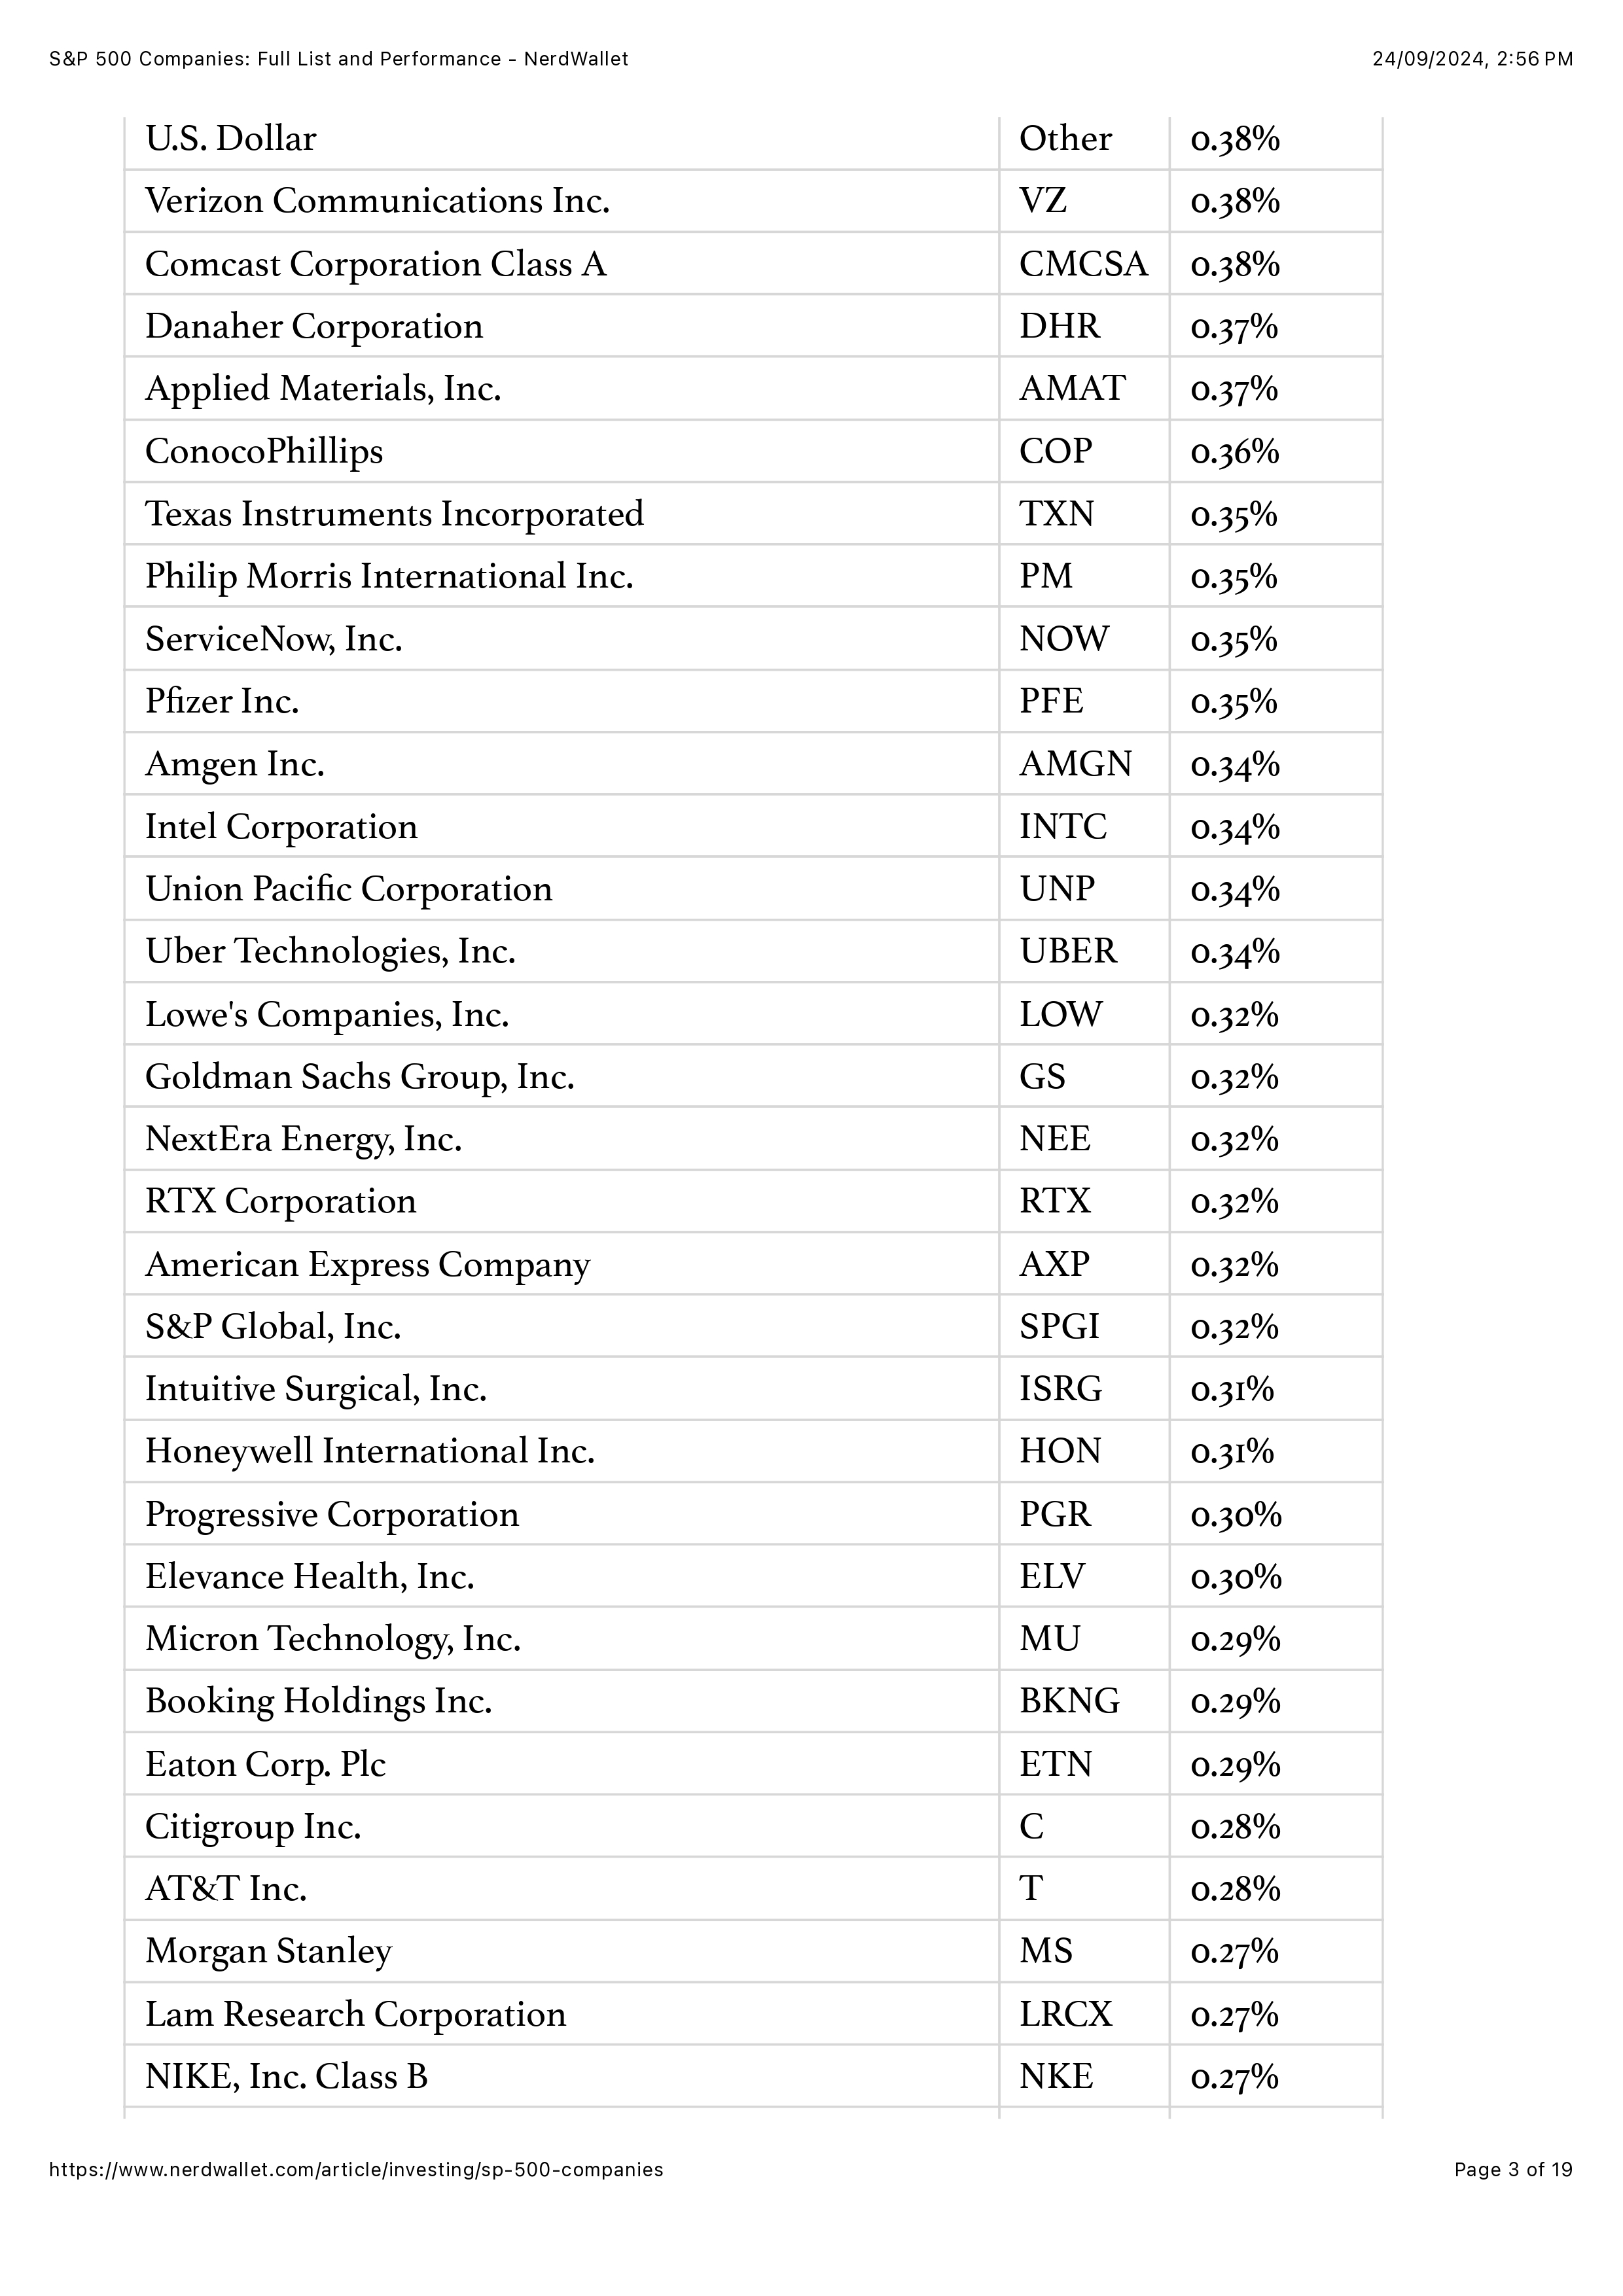 S&P 500 Companies: Full List and Performance - NerdWallet 24/09/2024, 2:56 PM
U.S. Dollar Other 0.38%
Verizon Communications Inc. VZ 0.38%
Comcast Corporation Class A CMCSA 0.38%
Danaher Corporation DHR 0.37%
Applied Materials, Inc. AMAT 0.37%
ConocoPhillips COP 0.36%
Texas Instruments Incorporated TXN 0.35%
Philip Morris International Inc. PM 0.35%
ServiceNow, Inc. NOW 0.35%
Pfizer Inc. PFE 0.35%
Amgen Inc. AMGN 0.34%
Intel Corporation INTC 0.34%
Union Pacific Corporation UNP 0.34%
Uber Technologies, Inc. UBER 0.34%
Lowe's Companies, Inc. LOW 0.32%
Goldman Sachs Group, Inc. GS 0.32%
NextEra Energy, Inc. NEE 0.32%
RTX Corporation RTX 0.32%
American Express Company AXP 0.32%
S&P Global, Inc. SPGI 0.32%
Intuitive Surgical, Inc. ISRG 0.31%
Honeywell International Inc. HON 0.31%
Progressive Corporation PGR 0.30%
Elevance Health, Inc. ELV 0.30%
Micron Technology, Inc. MU 0.29%
Booking Holdings Inc. BKNG 0.29%
Eaton Corp. Plc ETN 0.29%
Citigroup Inc. C 0.28%
AT&T Inc. T 0.28%
Morgan Stanley MS 0.27%
Lam Research Corporation LRCX 0.27%
NIKE, Inc. Class B NKE 0.27%
https://www.nerdwallet.com/article/investing/sp-500-companies Page 3 of 19